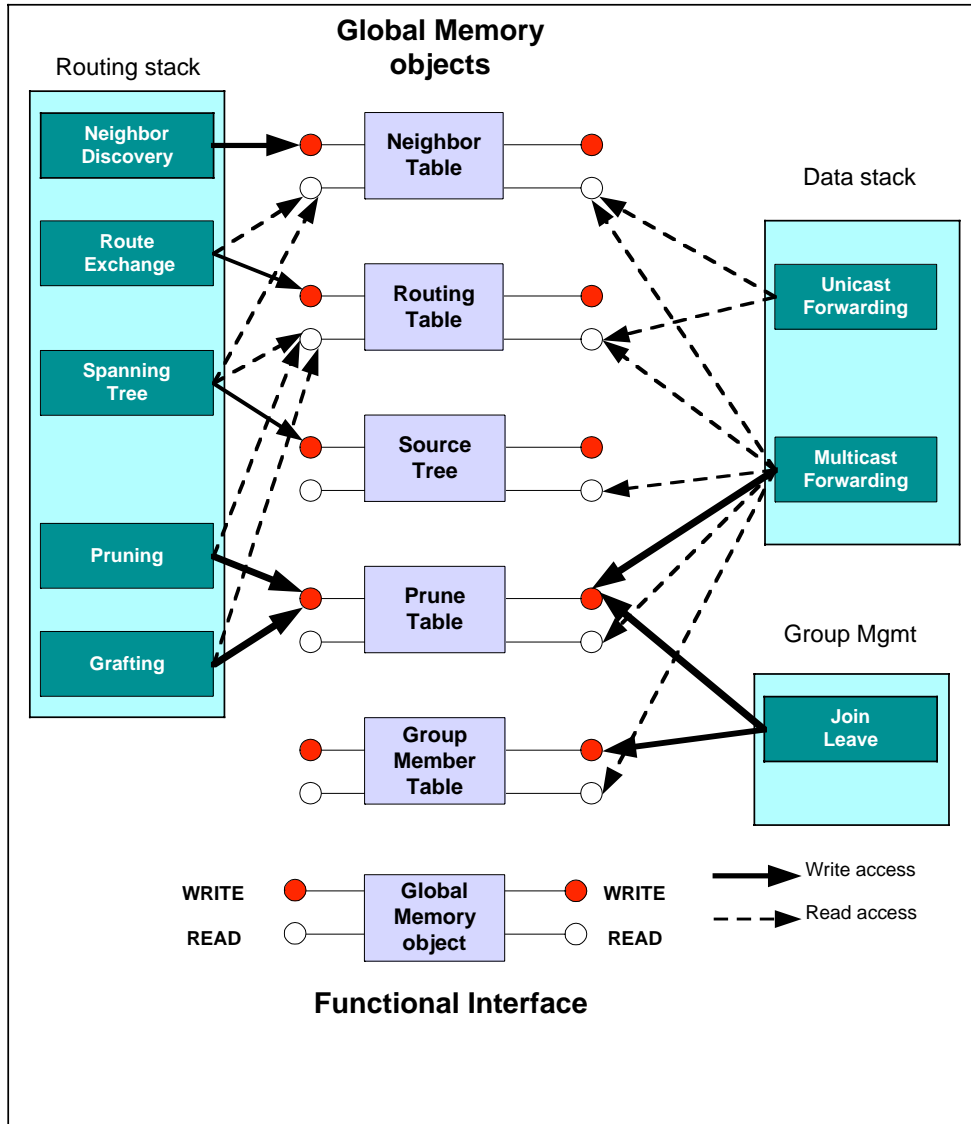 Global Memory
objects
Routing stack
Neighbor
Discovery
Route
Exchange
Spanning
Tree
Pruning
Grafting
Neighbor
Table
Routing
Table
Source
Tree
Prune
Table
Group
Member
Table
Data stack
Unicast
Forwarding
Multicast
Forwarding
Group Mgmt
Join
Leave
WRITE
READ
Global
Memory
object
WRITE
READ
Write access
Read access
Functional Interface